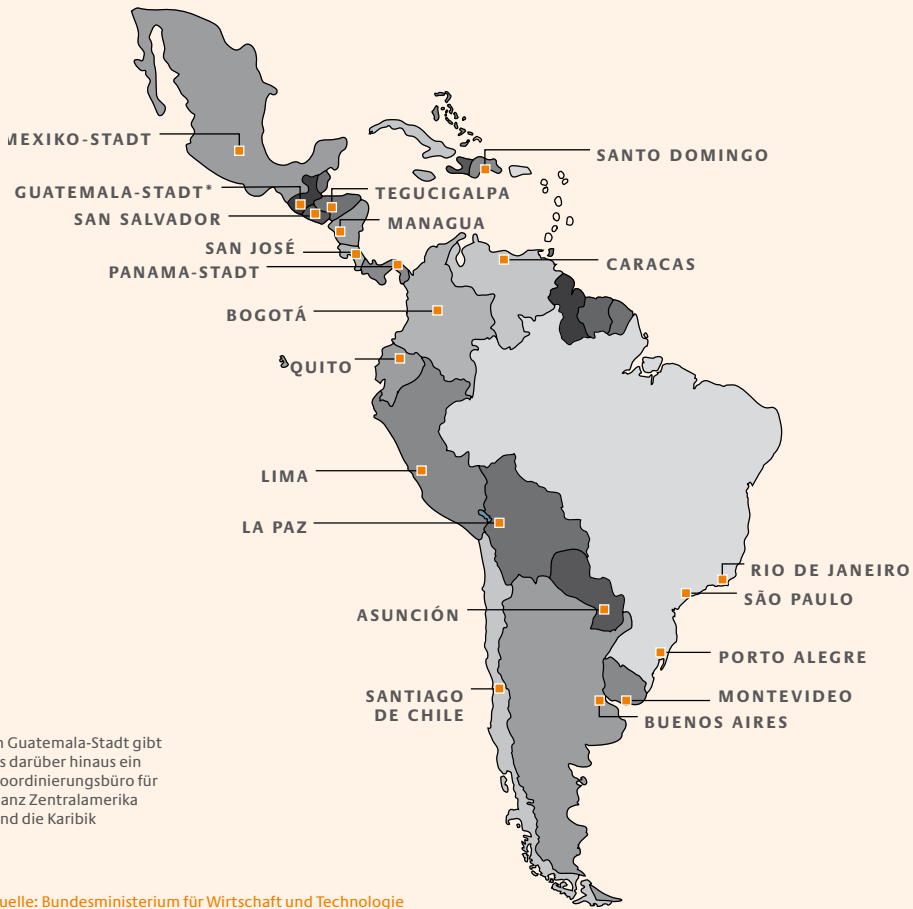 MEXIKO-STADT
SANTO DOMINGO
GUATEMALA-STADT*
TEGUCIGALPA
SAN SALVADOR
MANAGUA
SAN JOSÉ
CARACAS
PANAMA-STADT
BOGOTÁ
QUITO
LIMA
LA PAZ
RIO DE JANEIRO
SÃO PAULO
ASUNCIÓN
PORTO ALEGRE
SANTIAGO
DE CHILE
MONTEVIDEO
BUENOS AIRES
n Guatemala-Stadt gibt
s darüber hinaus ein
oordinierungsbüro für
anz Zentralamerika
nd die Karibik
uelle: Bundesministerium für Wirtschaft und Technologie